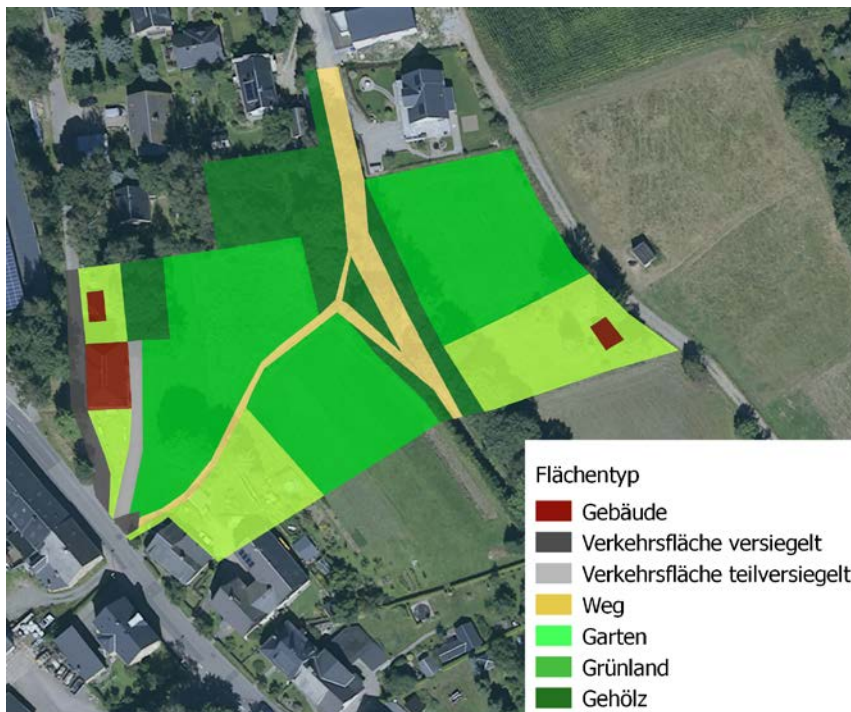 Flächentyp
Gebäude
Verkehrsfläche versiegelt
Verkehrsfläche teilversiegelt
Weg
Garten
Grünland
Gehölz